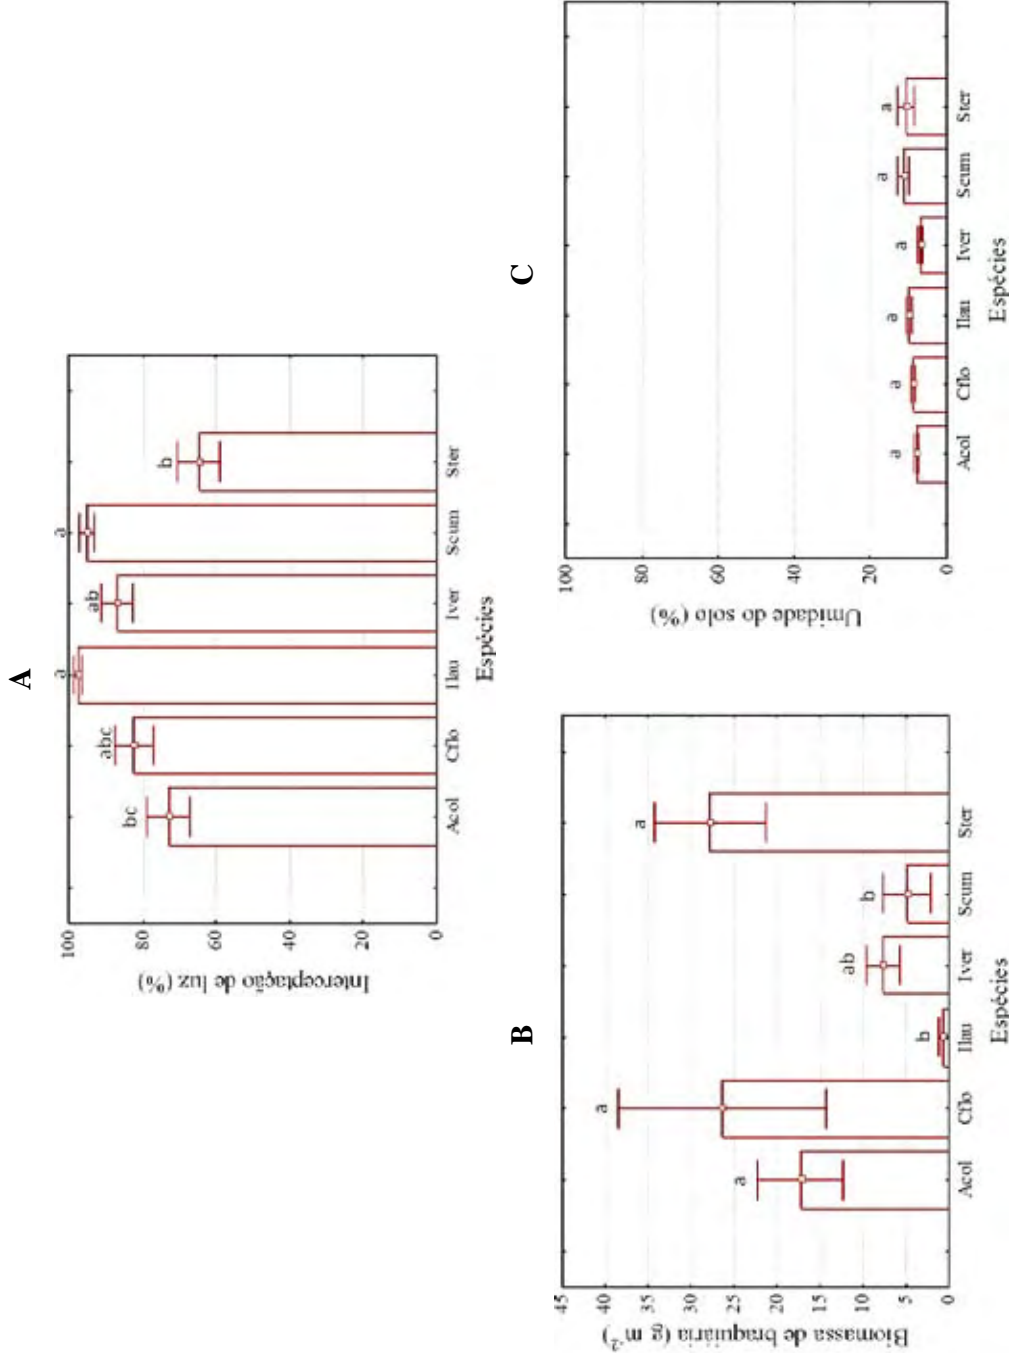 A
Interceptação de luz (%)
100
80
60
40
20
0
bc
abc
a
ab
a
b
Acol
Cflo
Ilau
Iver
Scum
Ster
Espécies
B
Biomassa de braquiária (g m-2)
45
40
35
30
25
20
15
10
5
0
a
a
b
ab
b
a
Acol
Cflo
Ilau
Iver
Scum
Ster
Espécies
C
Umidade do solo (%)
100
80
60
40
20
0
a
a
a
a
a
a
Acol
Cflo
Ilau
Iver
Scum
Ster
Espécies